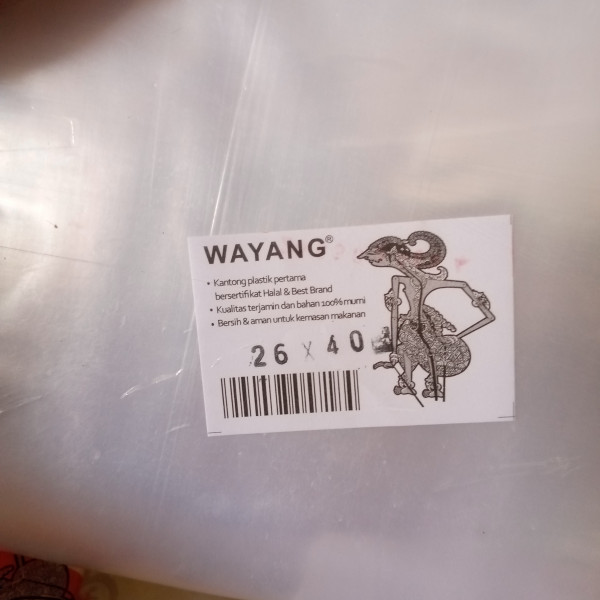 WAYANG®
• Kantong plastik pertama
bersertifikat Halal & Best Brand
• Kualitas terjamin dan bahan 100% murni
• Bersih & aman untuk kemasan makanan
26 x 40